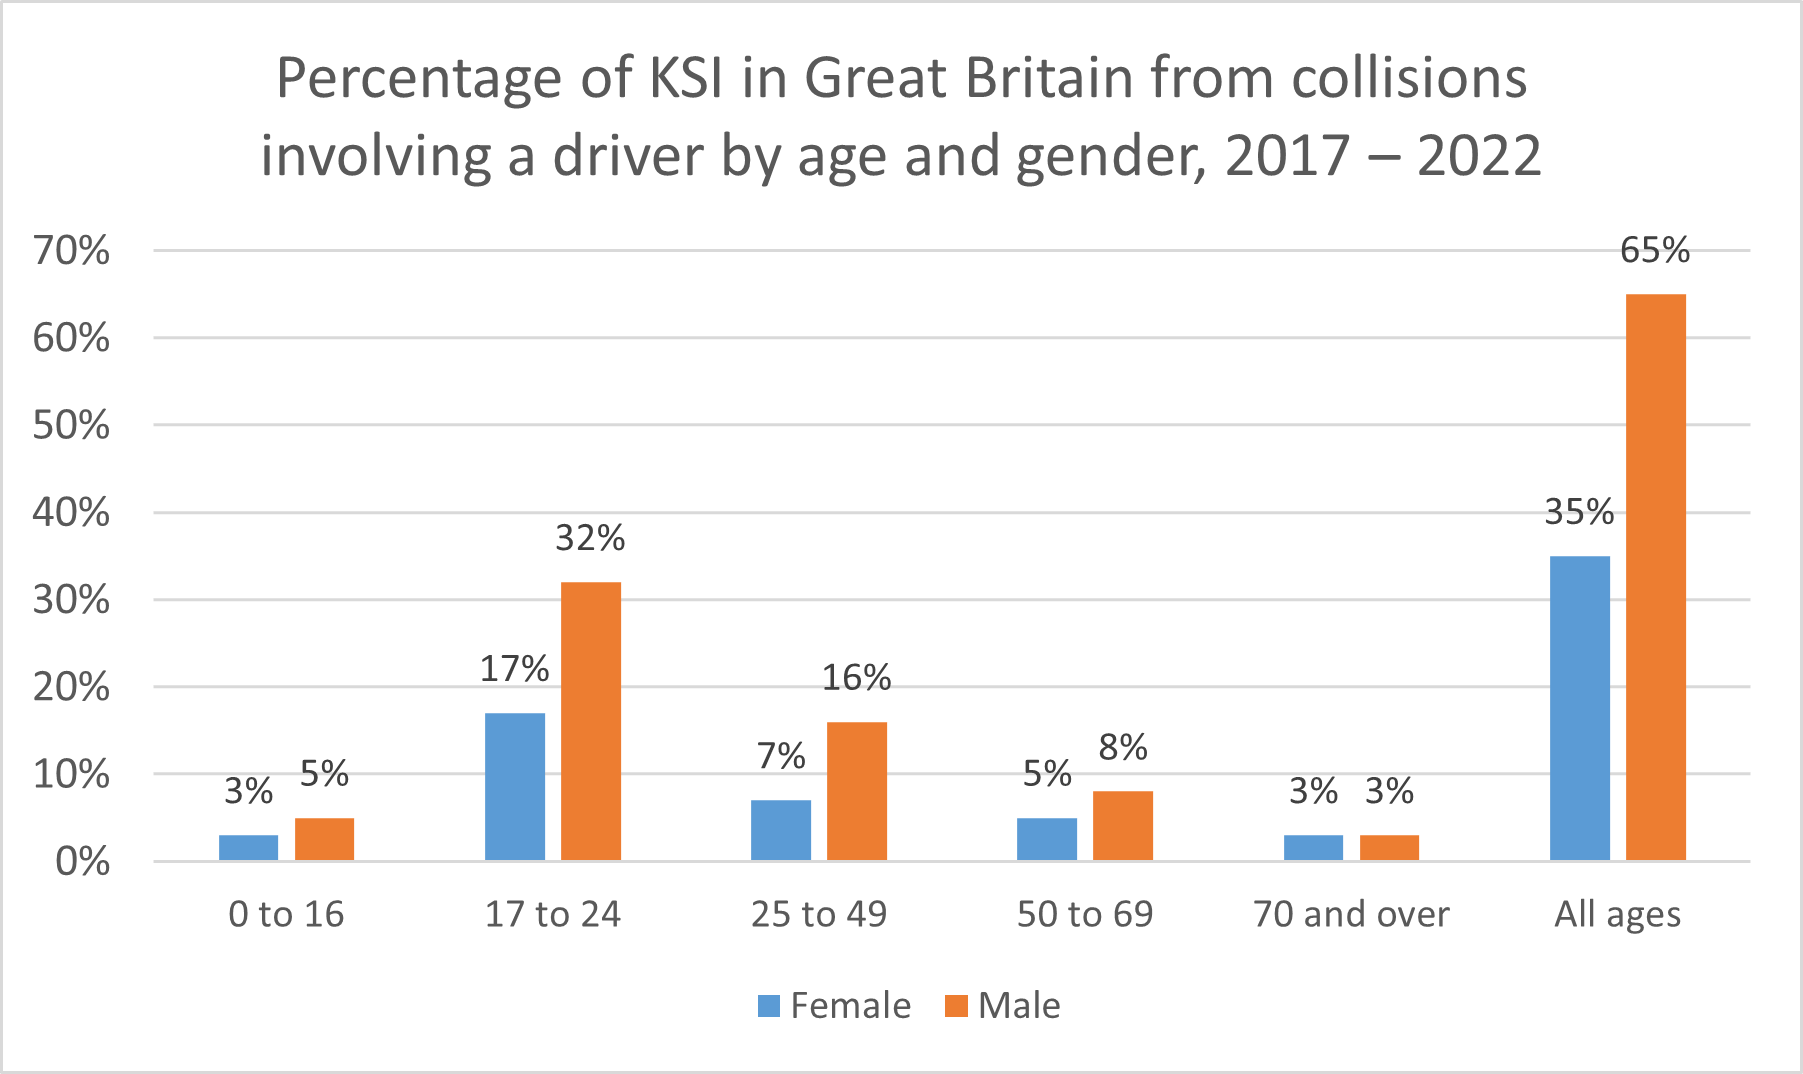 Percentage of KSI in Great Britain from collisions
involving a driver by age and gender, 2017 – 2022
70%
60%
50%
40%
30%
20%
10%
0%
3%
5%
17%
32%
7%
16%
5%
8%
3%
3%
35%
65%
0 to 16
17 to 24
25 to 49
50 to 69
70 and over
All ages
Female
Male